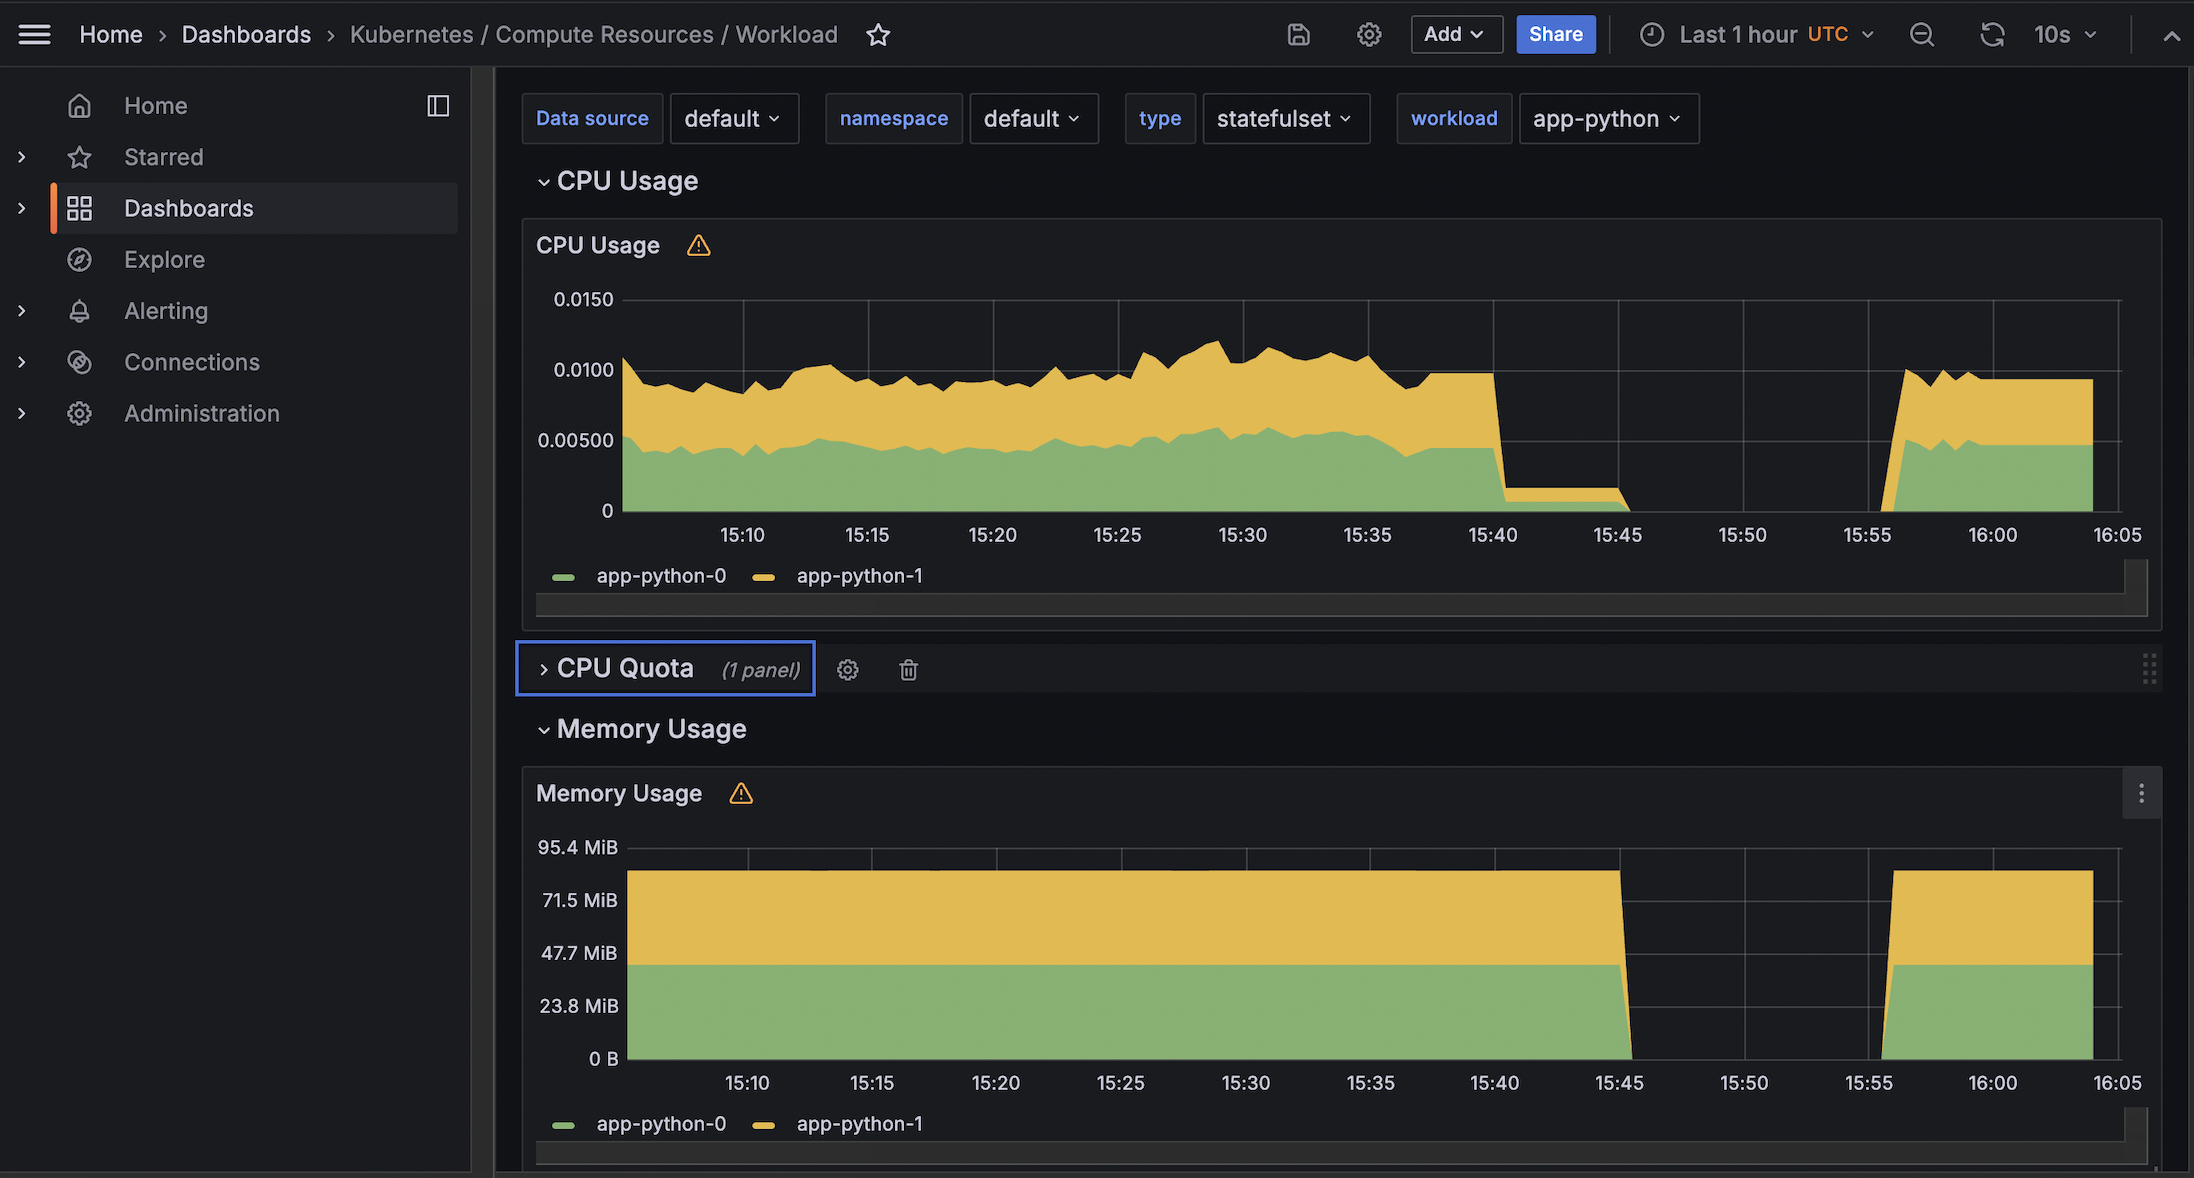 Home › Dashboards › Kubernetes / Compute Resources / Workload
Add
Share
Last 1 hour UTC
10s
Home
Starred
Dashboards
Explore
Alerting
Connections
Administration
Data source default namespace default type statefulset workload app-python
CPU Usage
CPU Usage
0.0150
0.0100
0.00500
0
15:10 15:15 15:20 15:25 15:30 15:35 15:40 15:45 15:50 15:55 16:00 16:05
app-python-0 app-python-1
CPU Quota (1 panel)
Memory Usage
Memory Usage
95.4 MiB
71.5 MiB
47.7 MiB
23.8 MiB
0 B
15:10 15:15 15:20 15:25 15:30 15:35 15:40 15:45 15:50 15:55 16:00 16:05
app-python-0 app-python-1